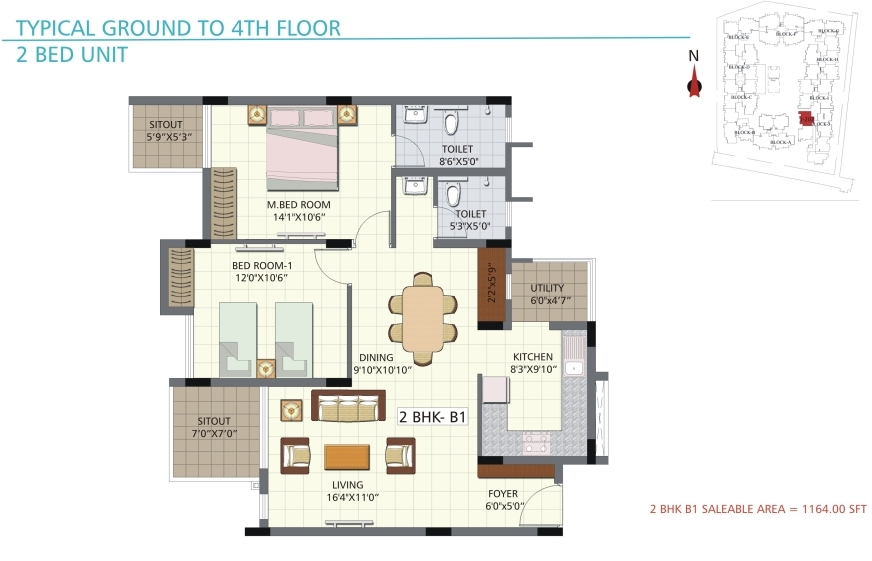 TYPICAL GROUND TO 4TH FLOOR
2 BED UNIT
N
BLOCK-E
BLOCK-F
BLOCK-G
BLOCK-D
BLOCK-H
BLOCK-C
BLOCK-I
BLOCK-B
BLOCK-J
BLOCK-A
SITOUT
5'9"X5'3"
TOILET
8'6"X5'0"
M.BED ROOM
14'1"X10'6"
TOILET
5'3"X5'0"
BED ROOM-1
12'0"X10'6"
2'2"x5'9"
UTILITY
6'0"x4'7"
DINING
9'10"X10'10"
KITCHEN
8'3"X9'10"
SITOUT
7'0"X7'0"
2 BHK- B1
LIVING
16'4"X11'0"
FOYER
6'0"x5'0"
2 BHK B1 SALEABLE AREA = 1164.00 SFT